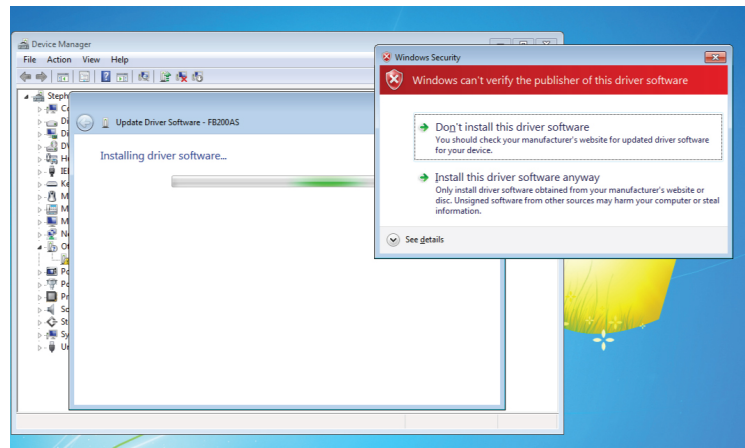 Device Manager
File Action View Help
Steph
Update Driver Software - FB200AS
Installing driver software...
Windows Security
Windows can't verify the publisher of this driver software
Don't install this driver software
You should check your manufacturer's website for updated driver software
for your device.
Install this driver software anyway
Only install driver software obtained from your manufacturer's website or
disc. Unsigned software from other sources may harm your computer or steal
information.
See details